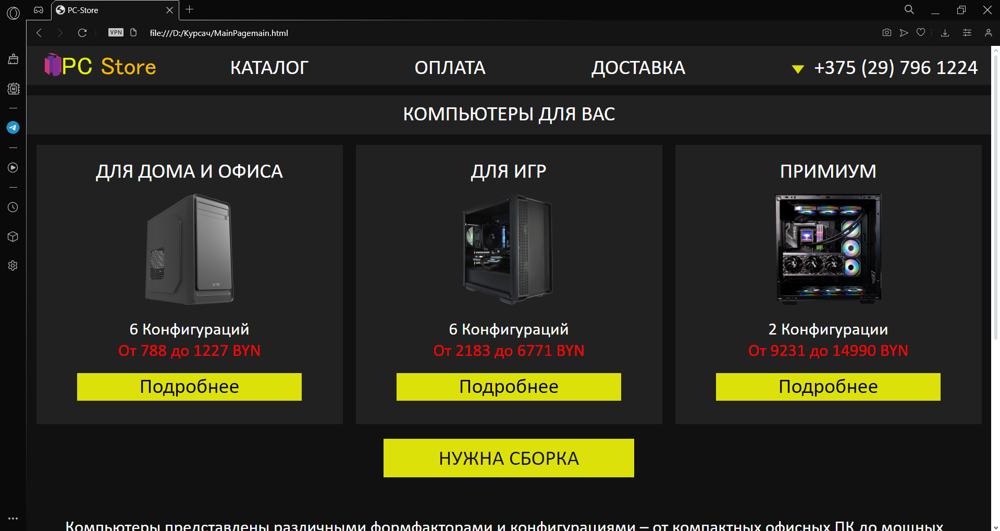 PC-Store
VPN
file:///D:/Курсач/MainPagemain.html
PC Store
КАТАЛОГ
ОПЛАТА
ДОСТАВКА
+375 (29) 796 1224
КОМПЬЮТЕРЫ ДЛЯ ВАС
ДЛЯ ДОМА И ОФИСА
6 Конфигураций
От 788 до 1227 BYN
Подробнее
ДЛЯ ИГР
6 Конфигураций
От 2183 до 6771 BYN
Подробнее
ПРИМИУМ
2 Конфигурации
От 9231 до 14990 BYN
Подробнее
НУЖНА СБОРКА
Компьютеры представлены различными формфакторами и конфигурациями – от компактных офисных ПК до мощных